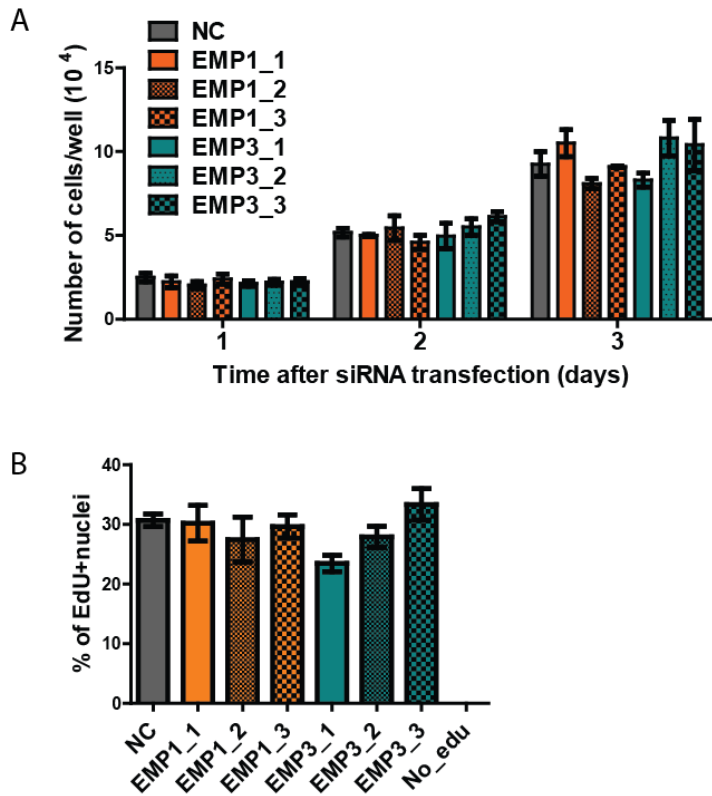 A
NC
EMP1_1
EMP1_2
EMP1_3
EMP3_1
EMP3_2
EMP3_3
Number of cells/well (10 4)
15
10
5
0
1 2 3
Time after siRNA transfection (days)
B
% of EdU+nuclei
40
30
20
10
0
NC EMP1_1 EMP1_2 EMP1_3 EMP3_1 EMP3_2 EMP3_3 No_edu